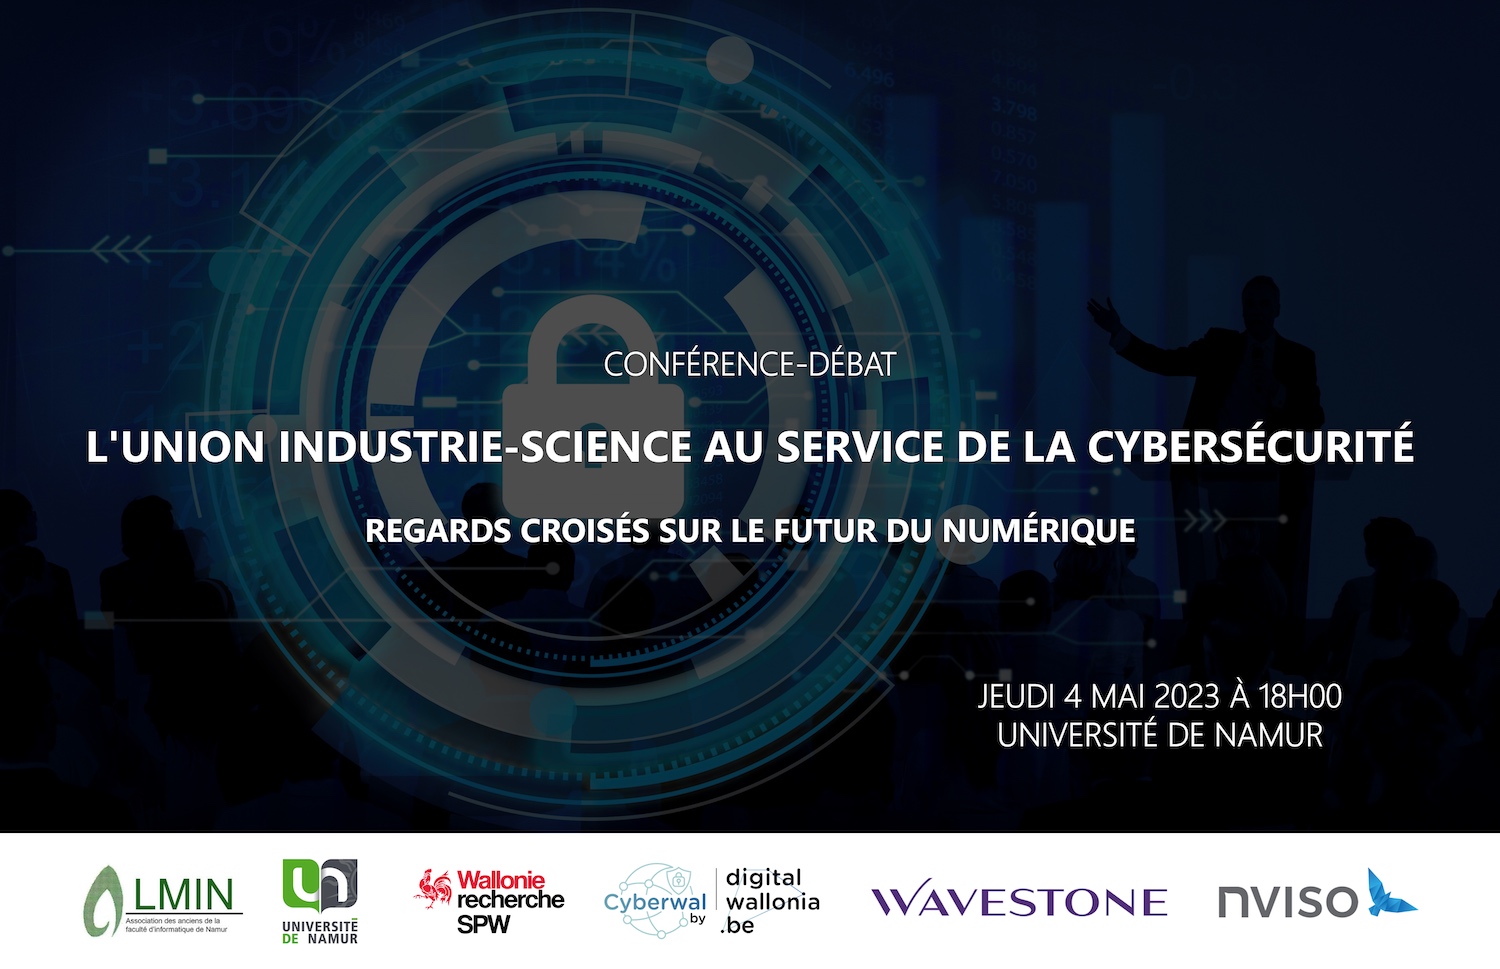 CONFÉRENCE-DÉBAT
L'UNION INDUSTRIE-SCIENCE AU SERVICE DE LA CYBERSÉCURITÉ
REGARDS CROISÉS SUR LE FUTUR DU NUMÉRIQUE
JEUDI 4 MAI 2023 À 18H00
UNIVERSITÉ DE NAMUR
LMIN
Association des anciens de la
faculté d'informatique de Namur
UNIVERSITÉ
DE NAMUR
Wallonie
recherche
SPW
Cyberwal
by
digital
wallonia
.be
WAVESTONE
nviso